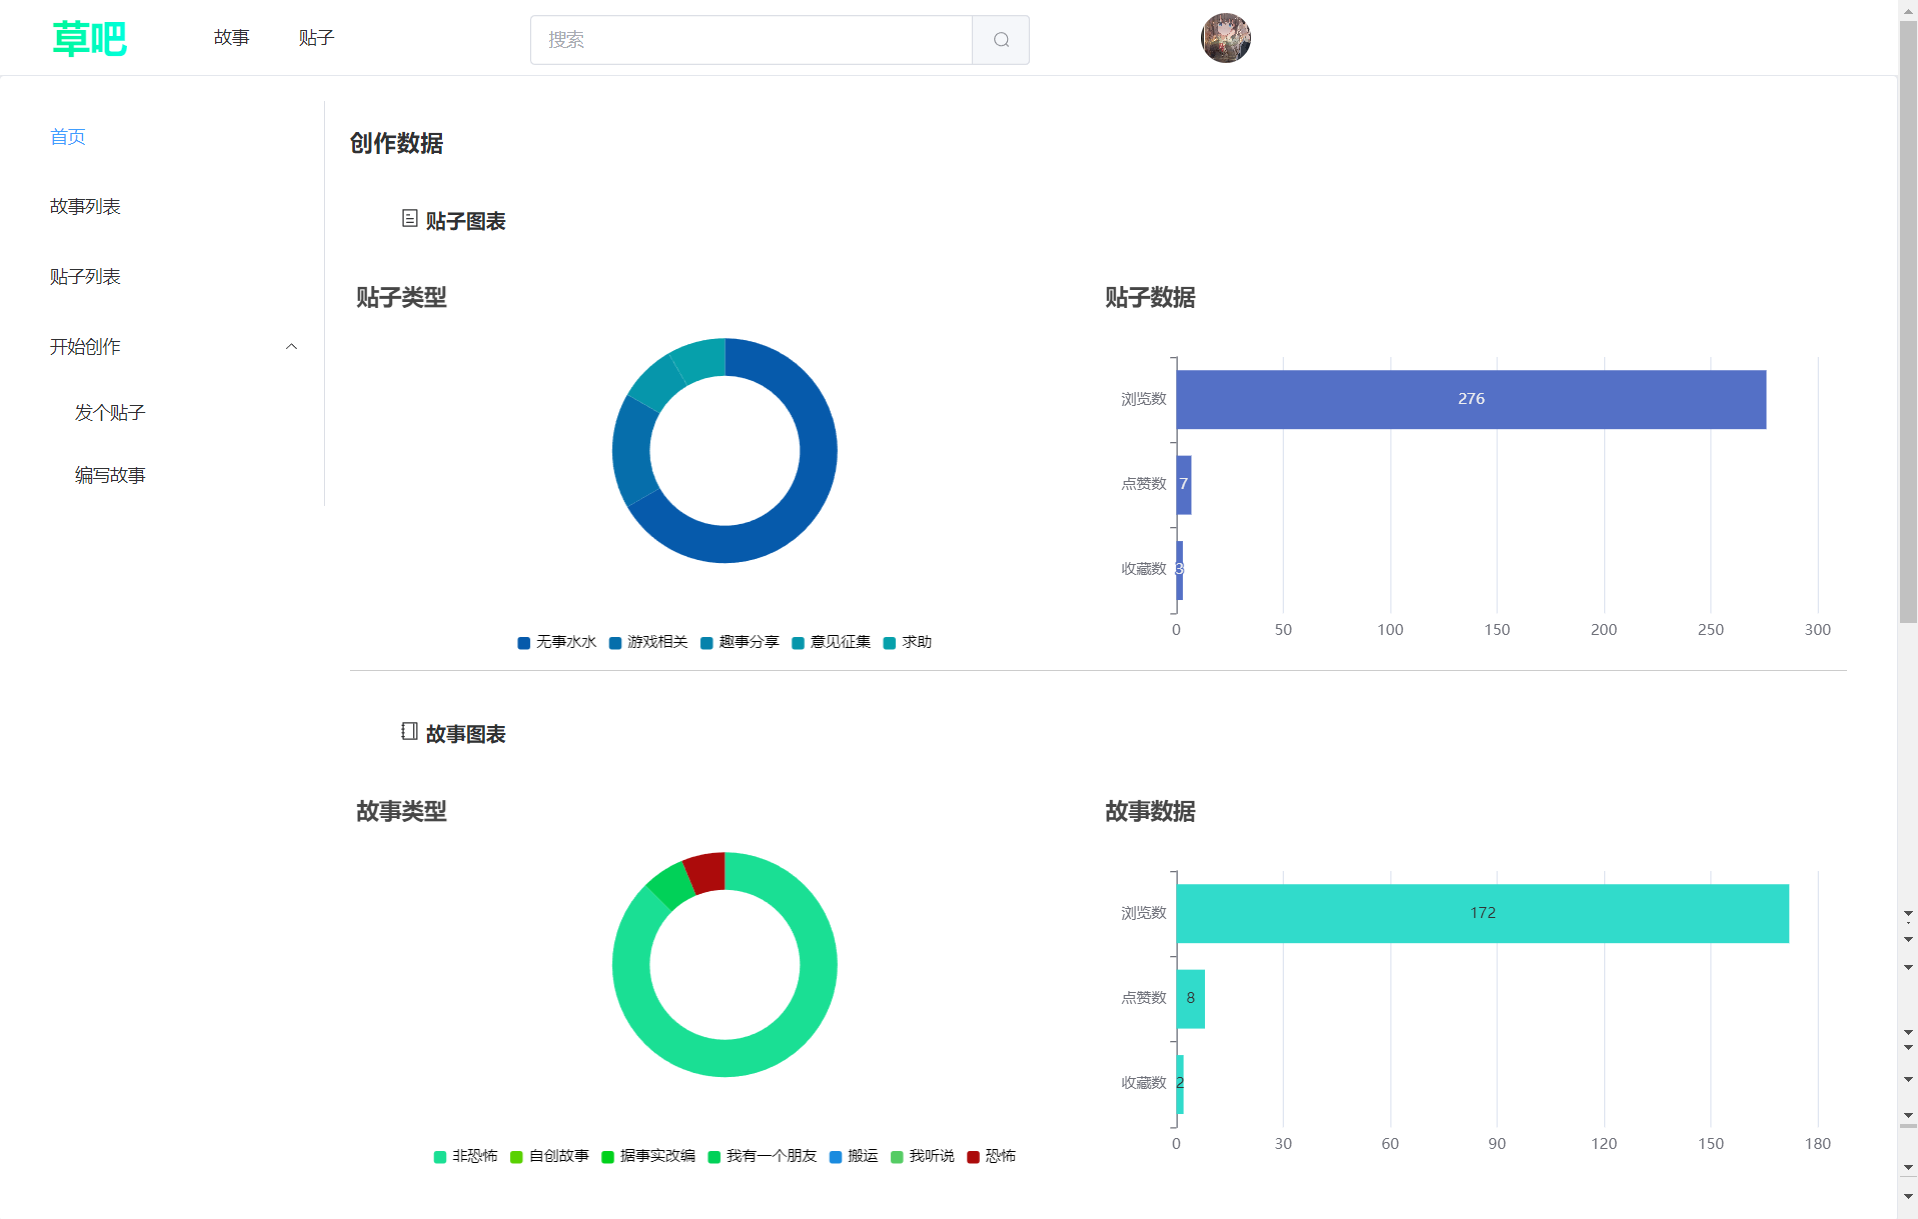 草吧
故事
贴子
搜索
首页
故事列表
贴子列表
开始创作
发个贴子
编写故事
创作数据
贴子图表
贴子类型
无事水水 游戏相关 趣事分享 意见征集 求助
贴子数据
浏览数 276
点赞数 7
收藏数 3
0 50 100 150 200 250 300
故事图表
故事类型
非恐怖 自创故事 据事实改编 我有一个朋友 搬运 我听说 恐怖
故事数据
浏览数 172
点赞数 8
收藏数 2
0 30 60 90 120 150 180